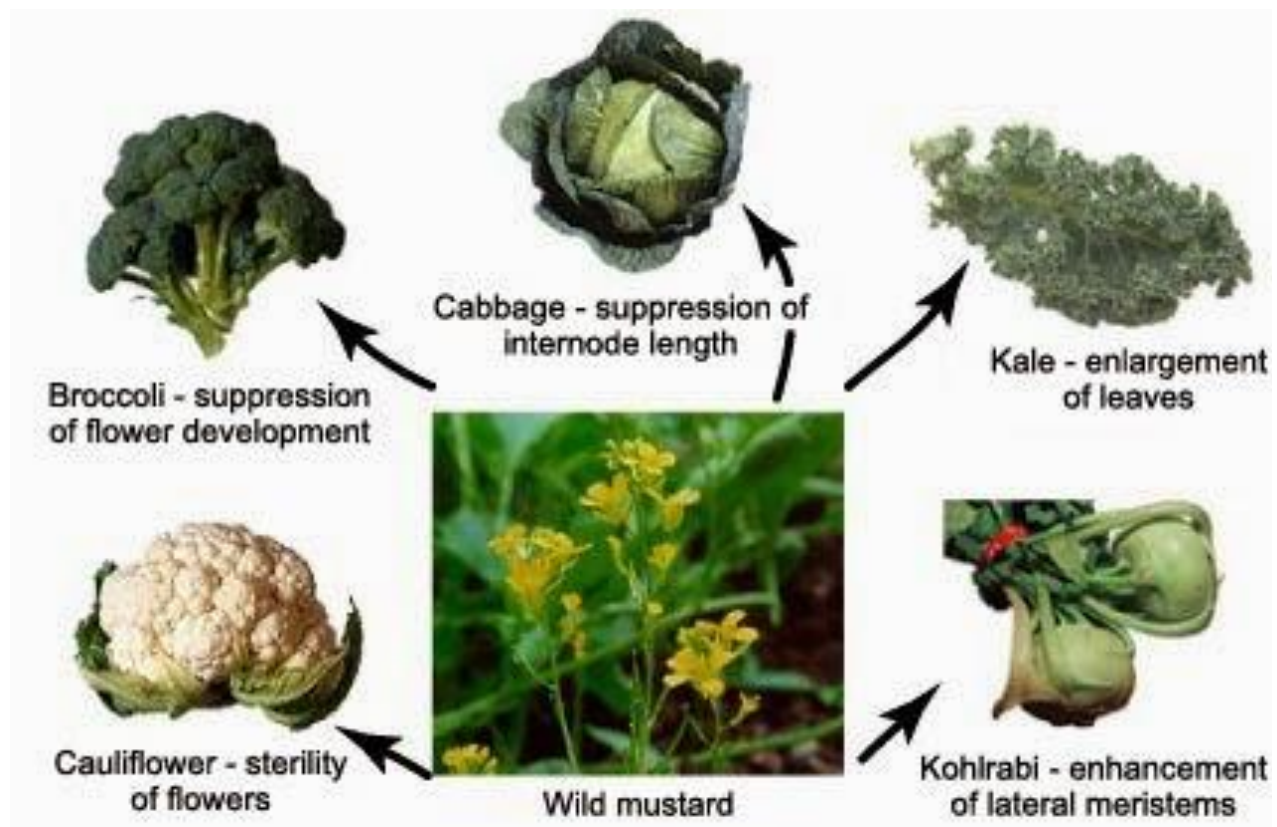 Cabbage - suppression of
internode length
Kale - enlargement
of leaves
Broccoli - suppression
of flower development
Cauliflower - sterility
of flowers
Wild mustard
Kohlrabi - enhancement
of lateral meristems